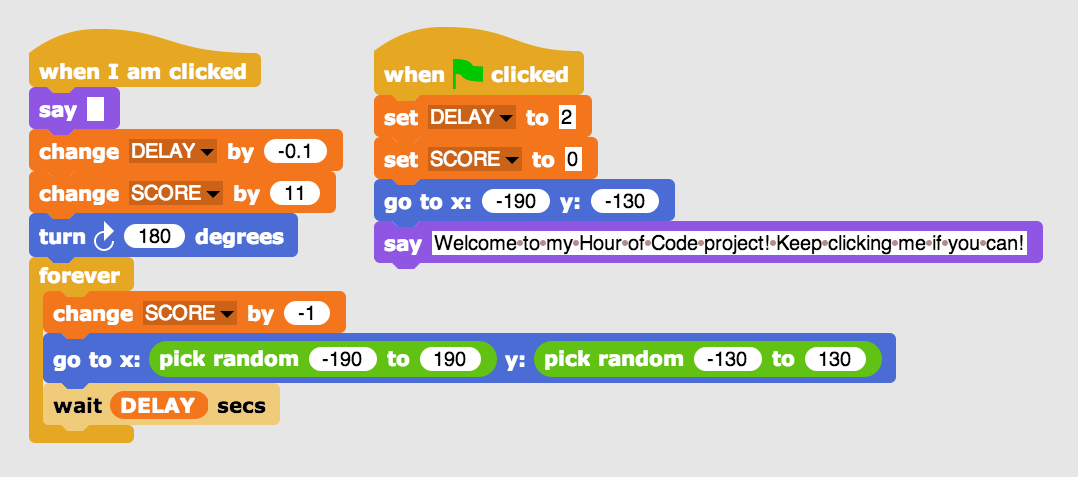 when I am clicked
say
change DELAY by -0.1
change SCORE by 11
turn 180 degrees
forever
change SCORE by -1
go to x: pick random -190 to 190 y: pick random -130 to 130
wait DELAY secs
when clicked
set DELAY to 2
set SCORE to 0
go to x: -190 y: -130
say Welcome to my Hour of Code project! Keep clicking me if you can!